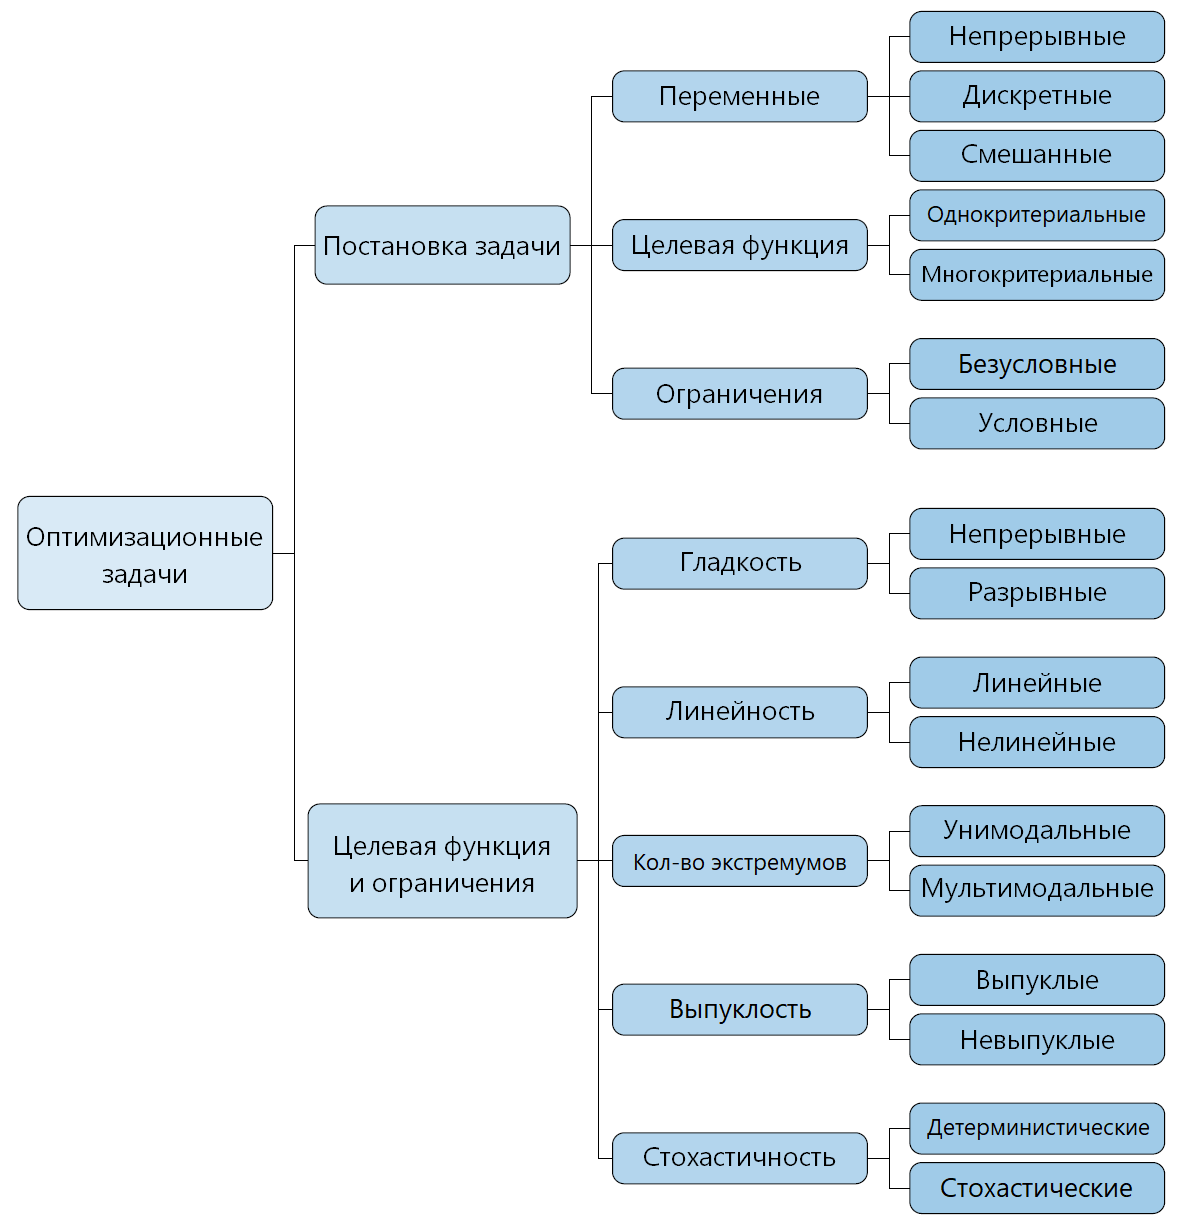 Оптимизационные
задачи
Постановка задачи
Переменные
Непрерывные
Дискретные
Смешанные
Целевая функция
Однокритериальные
Многокритериальные
Ограничения
Безусловные
Условные
Целевая функция
и ограничения
Гладкость
Непрерывные
Разрывные
Линейность
Линейные
Нелинейные
Кол-во экстремумов
Унимодальные
Мультимодальные
Выпуклость
Выпуклые
Невыпуклые
Стохастичность
Детерминистические
Стохастические